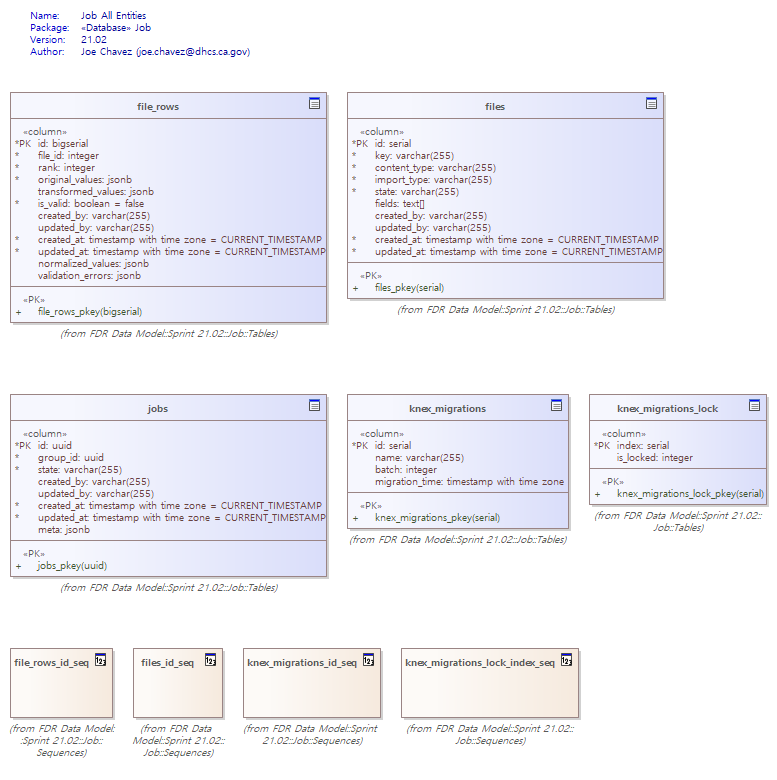 Name: Job All Entities
Package: «Database» Job
Version: 21.02
Author: Joe Chavez (joe.chavez@dhcs.ca.gov)
file_rows
«column»
*PK id: bigserial
* file_id: integer
* rank: integer
* original_values: jsonb
transformed_values: jsonb
* is_valid: boolean = false
created_by: varchar(255)
updated_by: varchar(255)
* created_at: timestamp with time zone = CURRENT_TIMESTAMP
* updated_at: timestamp with time zone = CURRENT_TIMESTAMP
normalized_values: jsonb
validation_errors: jsonb
«PK»
+ file_rows_pkey(bigserial)
(from FDR Data Model::Sprint 21.02::Job::Tables)
files
«column»
*PK id: serial
* key: varchar(255)
* content_type: varchar(255)
* import_type: varchar(255)
* state: varchar(255)
fields: text[]
created_by: varchar(255)
updated_by: varchar(255)
* created_at: timestamp with time zone = CURRENT_TIMESTAMP
* updated_at: timestamp with time zone = CURRENT_TIMESTAMP
«PK»
+ files_pkey(serial)
(from FDR Data Model::Sprint 21.02::Job::Tables)
jobs
«column»
*PK id: uuid
* group_id: uuid
* state: varchar(255)
created_by: varchar(255)
updated_by: varchar(255)
* created_at: timestamp with time zone = CURRENT_TIMESTAMP
* updated_at: timestamp with time zone = CURRENT_TIMESTAMP
meta: jsonb
«PK»
+ jobs_pkey(uuid)
(from FDR Data Model::Sprint 21.02::Job::Tables)
knex_migrations
«column»
*PK id: serial
name: varchar(255)
batch: integer
migration_time: timestamp with time zone
«PK»
+ knex_migrations_pkey(serial)
(from FDR Data Model::Sprint 21.02::Job::Tables)
knex_migrations_lock
«column»
*PK index: serial
is_locked: integer
«PK»
+ knex_migrations_lock_pkey(serial)
(from FDR Data Model::Sprint 21.02::
Job::Tables)
file_rows_id_seq
(from FDR Data Model:
:Sprint 21.02::Job::
Sequences)
files_id_seq
(from FDR Data
Model::Sprint 21.02::
Job::Sequences)
knex_migrations_id_seq
(from FDR Data Model::Sprint
21.02::Job::Sequences)
knex_migrations_lock_index_seq
(from FDR Data Model::Sprint 21.02::
Job::Sequences)